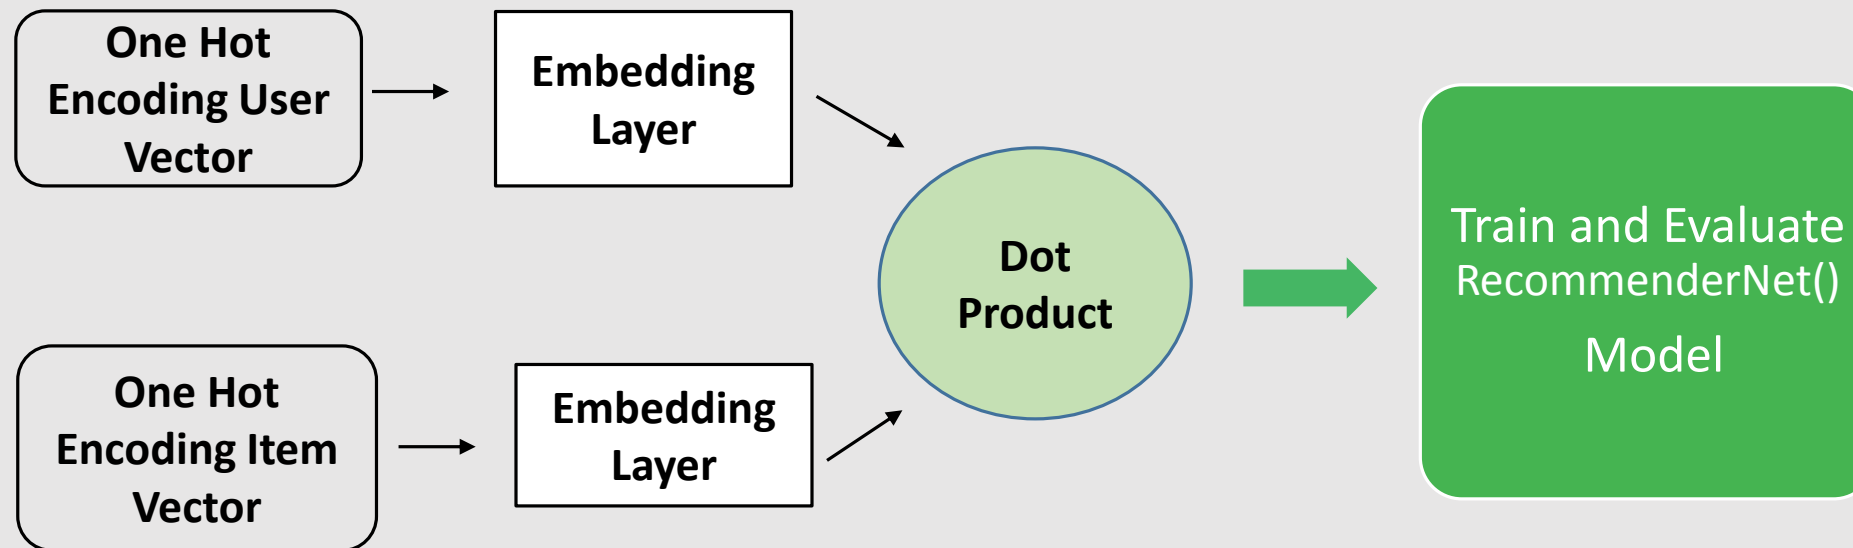 One Hot
Encoding User
Vector
Embedding
Layer
Dot
Product
Train and Evaluate
RecommenderNet()
Model
One Hot
Encoding Item
Vector
Embedding
Layer